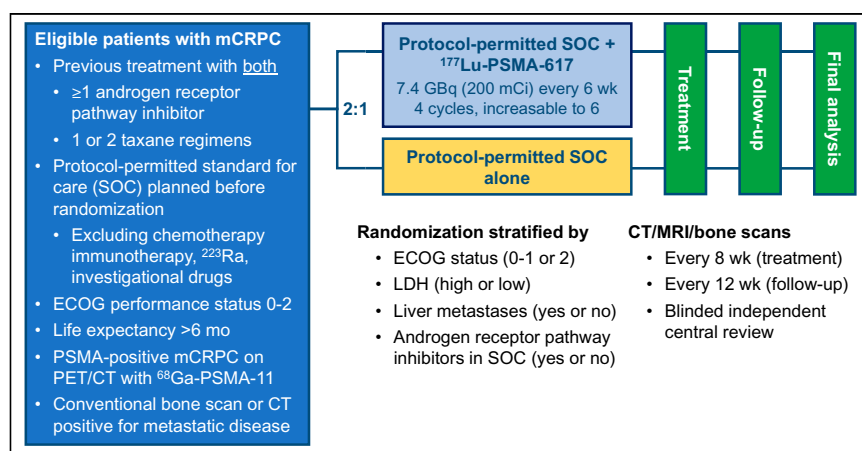 Eligible patients with mCRPC
• Previous treatment with both
• ≥1 androgen receptor
pathway inhibitor
• 1 or 2 taxane regimens
• Protocol-permitted standard for
care (SOC) planned before
randomization
• Excluding chemotherapy
immunotherapy, ²²³Ra,
investigational drugs
• ECOG performance status 0-2
• Life expectancy >6 mo
• PSMA-positive mCRPC on
PET/CT with ⁶⁸Ga-PSMA-11
• Conventional bone scan or CT
positive for metastatic disease
2:1
Protocol-permitted SOC +
¹⁷⁷Lu-PSMA-617
7.4 GBq (200 mCi) every 6 wk
4 cycles, increasable to 6
Protocol-permitted SOC
alone
Treatment
Follow-up
Final analysis
Randomization stratified by
• ECOG status (0-1 or 2)
• LDH (high or low)
• Liver metastases (yes or no)
• Androgen receptor pathway
inhibitors in SOC (yes or no)
CT/MRI/bone scans
• Every 8 wk (treatment)
• Every 12 wk (follow-up)
• Blinded independent
central review